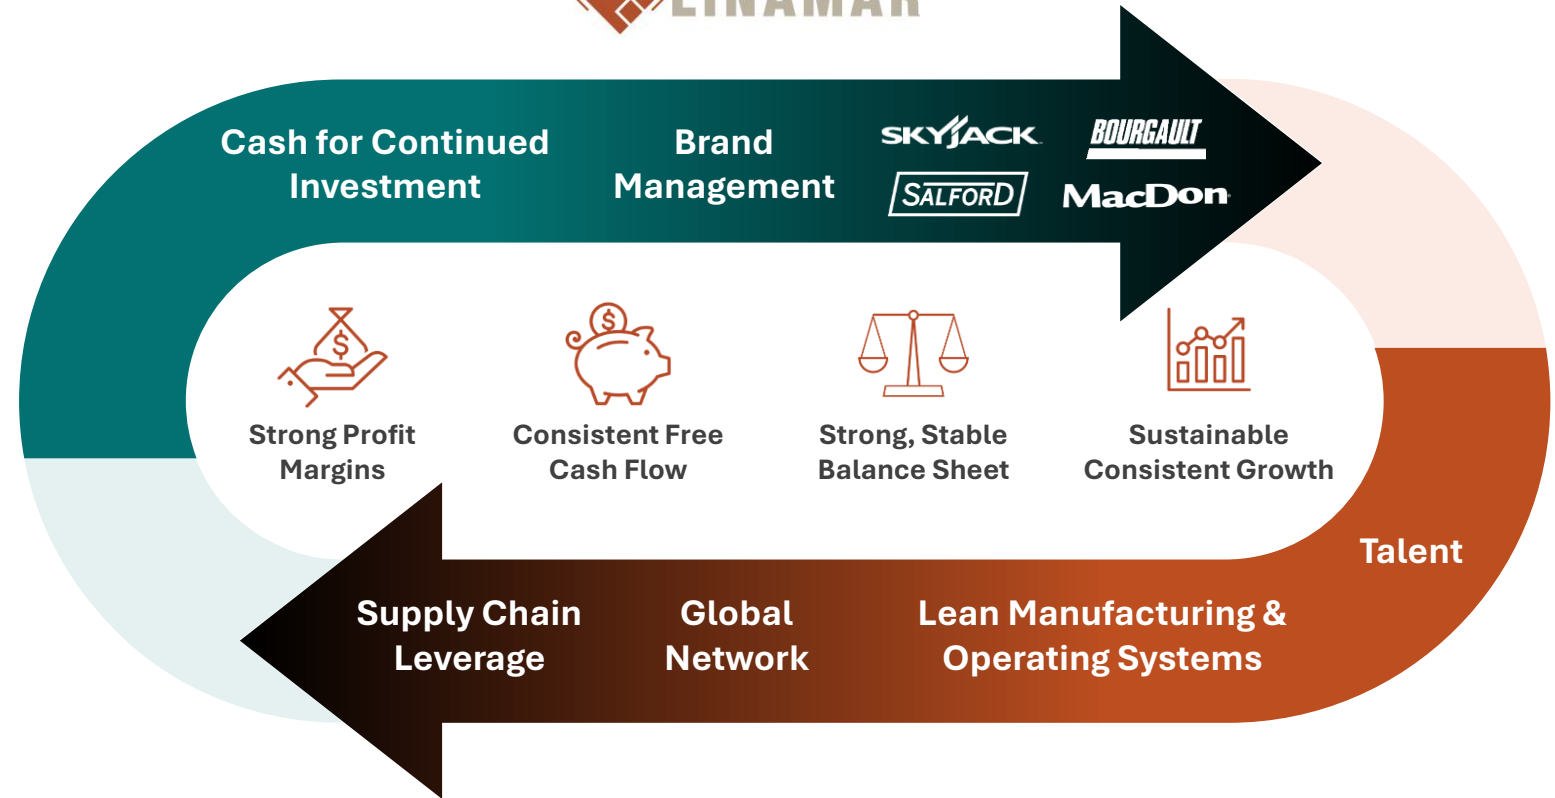 LINAMAR
Cash for Continued
Investment
Brand
Management
SKYJACK
BOURGAULT
SALFORD
MacDon
$
$
Strong Profit
Margins
Consistent Free
Cash Flow
Strong, Stable
Balance Sheet
Sustainable
Consistent Growth
Talent
Supply Chain
Leverage
Global
Network
Lean Manufacturing &
Operating Systems